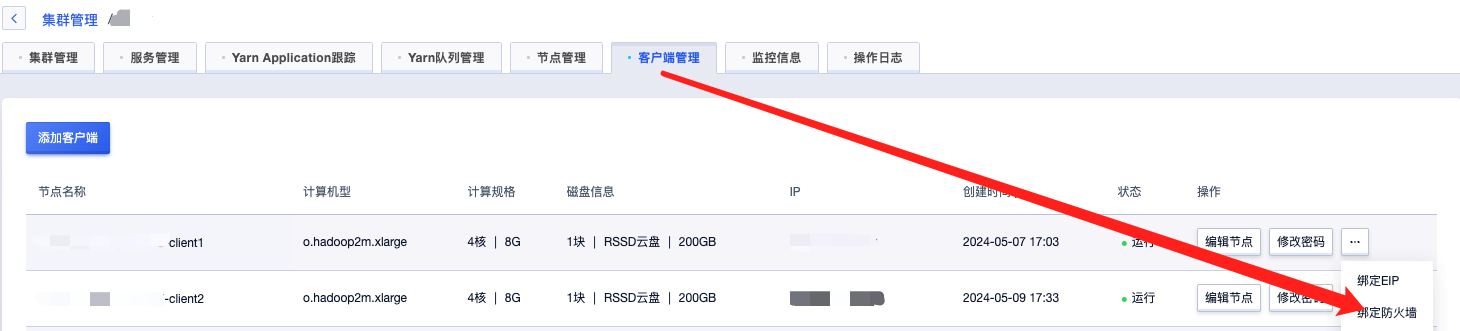 集群管理 /
集群管理 服务管理 Yarn Application跟踪 Yarn队列管理 节点管理 客户端管理 监控信息 操作日志
添加客户端
节点名称 计算机型 计算规格 磁盘信息 IP 创建时间 状态 操作
-client1 o.hadoop2m.xlarge 4核 | 8G 1块 | RSSD云盘 | 200GB 2024-05-07 17:03 运行 编辑节点 修改密码 ...
绑定EIP
-client2 o.hadoop2m.xlarge 4核 | 8G 1块 | RSSD云盘 | 200GB 2024-05-09 17:33 运行 编辑节点 修改密码
绑定防火墙